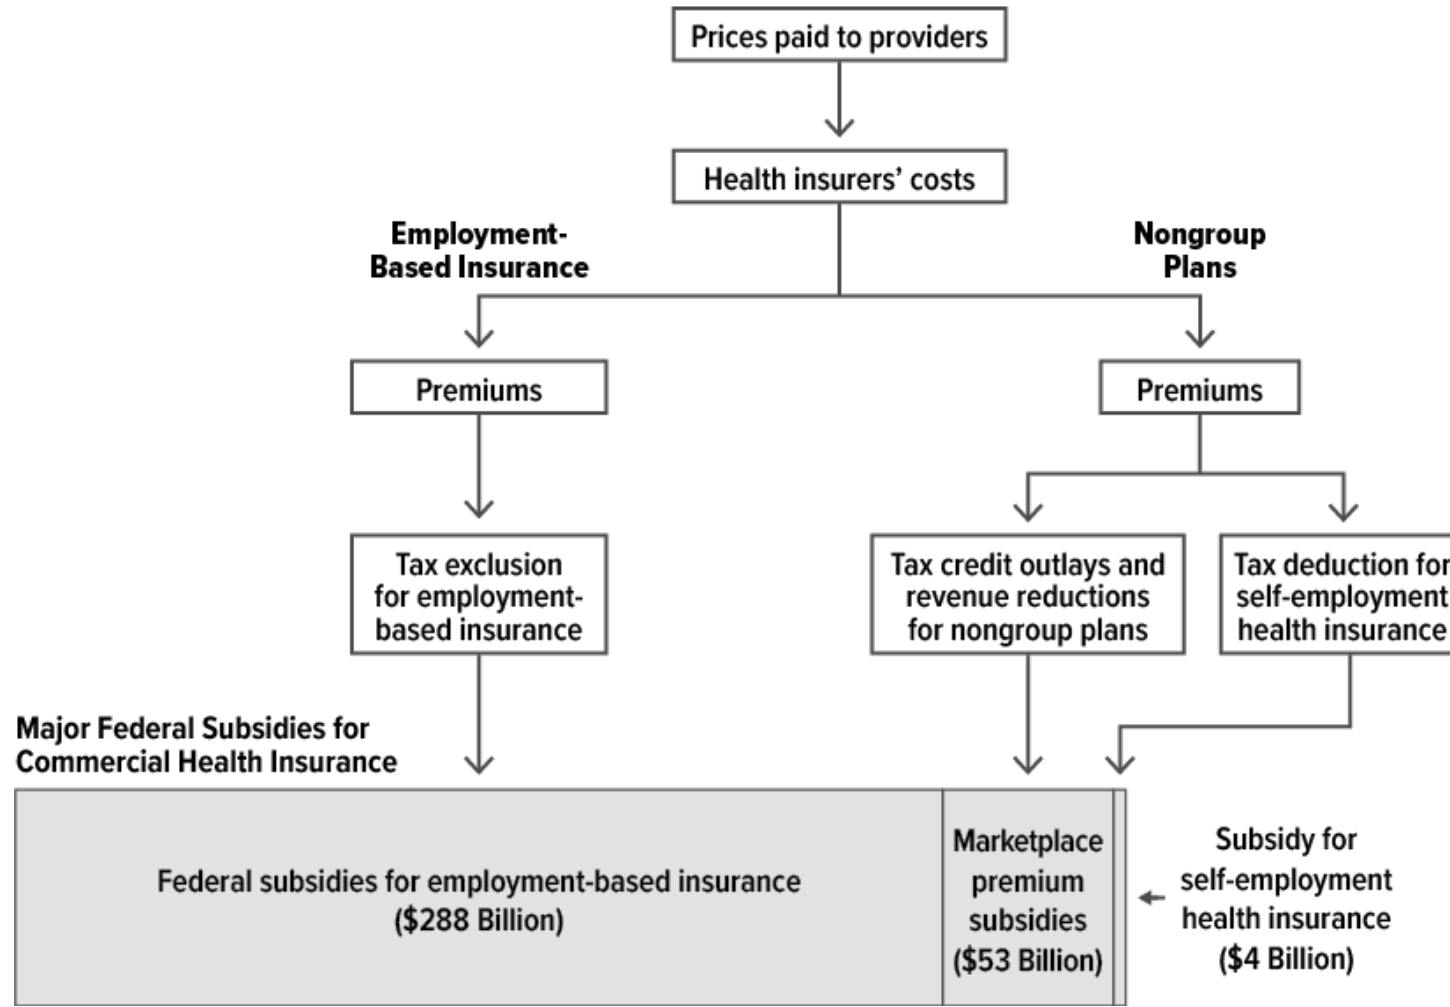 Prices paid to providers
Health insurers’ costs
Employment-
Based Insurance
Nongroup
Plans
Premiums
Premiums
Tax exclusion
for employment-
based insurance
Tax credit outlays and
revenue reductions
for nongroup plans
Tax deduction for
self-employment
health insurance
Major Federal Subsidies for
Commercial Health Insurance
Federal subsidies for employment-based insurance
($288 Billion)
Marketplace
premium
subsidies
($53 Billion)
Subsidy for
self-employment
health insurance
($4 Billion)